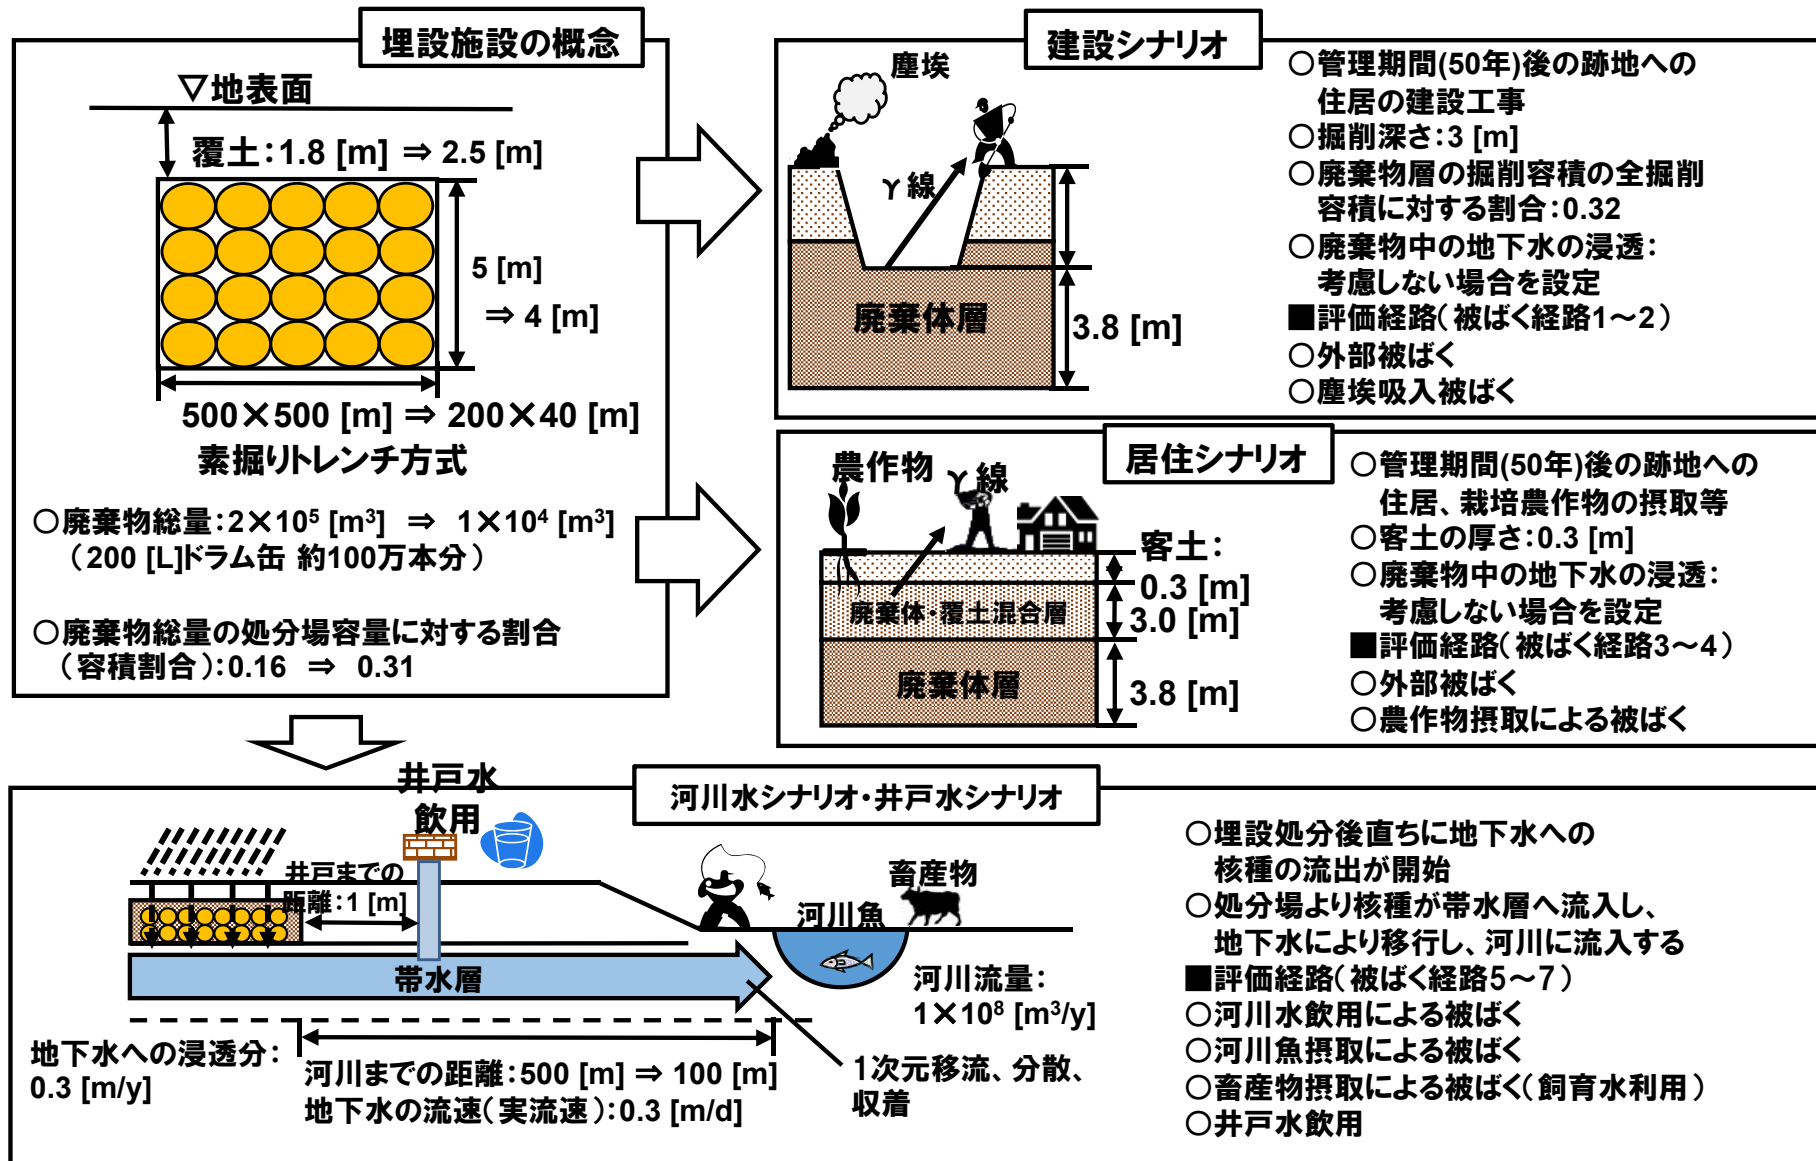 埋設施設の概念
▽地表面
覆土：1.8 [m] ⇒ 2.5 [m]
5 [m]
⇒ 4 [m]
500×500 [m] ⇒ 200×40 [m]
素掘りトレンチ方式
○廃棄物総量：2×10⁵ [m³] ⇒ 1×10⁴ [m³]
（200 [L]ドラム缶 約100万本分）
○廃棄物総量の処分場容量に対する割合
（容積割合）：0.16 ⇒ 0.31
建設シナリオ
塵埃
γ線
廃棄体層
3.8 [m]
○管理期間(50年)後の跡地への
住居の建設工事
○掘削深さ：3 [m]
○廃棄物層の掘削容積の全掘削
容積に対する割合：0.32
○廃棄物中の地下水の浸透：
考慮しない場合を設定
■評価経路（被ばく経路1～2）
○外部被ばく
○塵埃吸入被ばく
居住シナリオ
農作物
γ線
客土：
0.3 [m]
廃棄体・覆土混合層
3.0 [m]
廃棄体層
3.8 [m]
○管理期間(50年)後の跡地への
住居、栽培農作物の摂取等
○客土の厚さ：0.3 [m]
○廃棄物中の地下水の浸透：
考慮しない場合を設定
■評価経路（被ばく経路3～4）
○外部被ばく
○農作物摂取による被ばく
河川水シナリオ・井戸水シナリオ
井戸水
飲用
井戸までの
距離：1 [m]
畜産物
河川魚
帯水層
河川流量：
1×10⁸ [m³/y]
地下水への浸透分：
0.3 [m/y]
河川までの距離：500 [m] ⇒ 100 [m]
地下水の流速（実流速）：0.3 [m/d]
1次元移流、分散、
収着
○埋設処分後直ちに地下水への
核種の流出が開始
○処分場より核種が帯水層へ流入し、
地下水により移行し、河川に流入する
■評価経路（被ばく経路5～7）
○河川水飲用による被ばく
○河川魚摂取による被ばく
○畜産物摂取による被ばく（飼育水利用）
○井戸水飲用